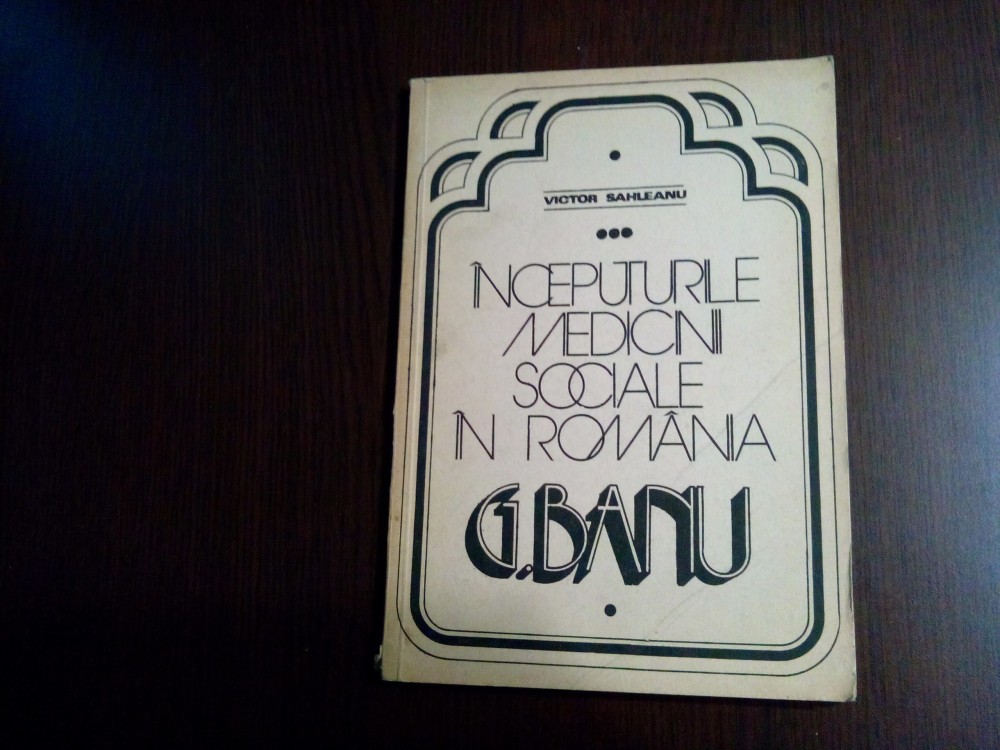 VICTOR SAHLEANU
ÎNCEPUTURILE
MEDICINII
SOCIALE
ÎN ROMÂNIA
G. BANU